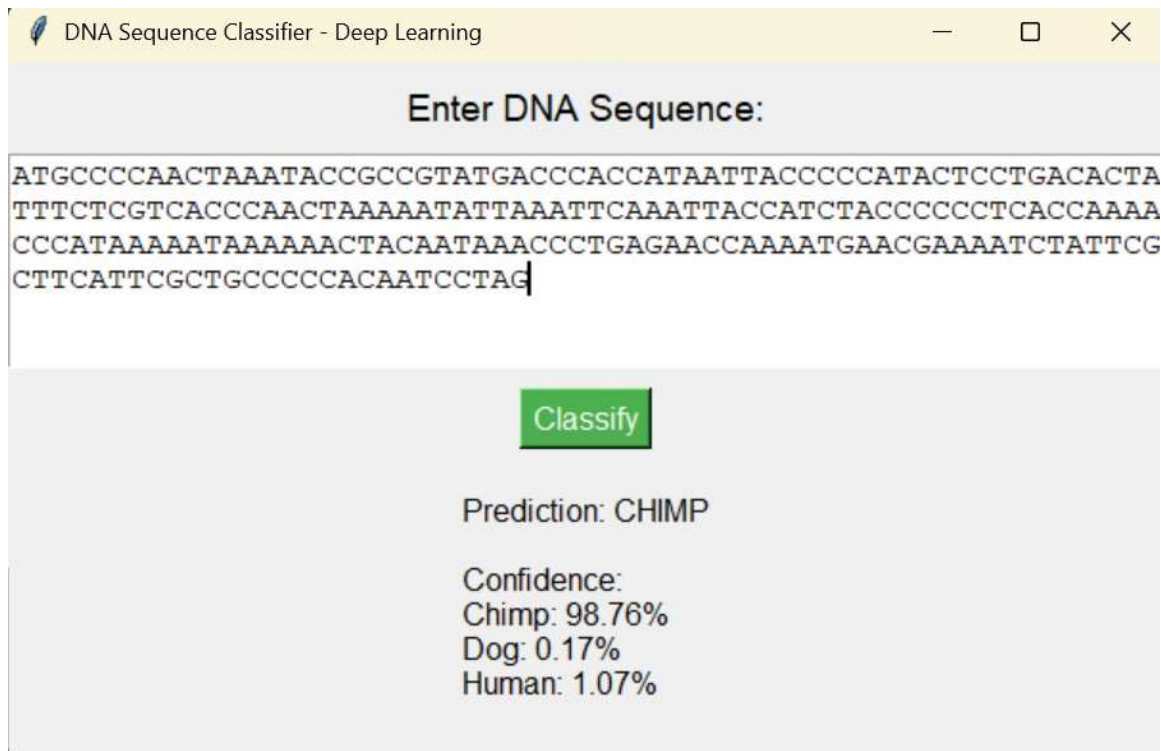 DNA Sequence Classifier - Deep Learning
Enter DNA Sequence:
ATGCCCCAACTAAATACCGCCGTATGACCCACCATAATTACCCCCATACTCCTGACACTA
TTTCTCGTCACCCAACTAAAAATATTAAATTCAAATTACCATCTACCCCCCTCACCAAAA
CCCATAAAAATAAAAAACTACAATAAACCCTGAGAACCAAAATGAACGAAAATCTATTCG
CTTCATTCGCTGCCCCCACAATCCTAG
Classify
Prediction: CHIMP
Confidence:
Chimp: 98.76%
Dog: 0.17%
Human: 1.07%